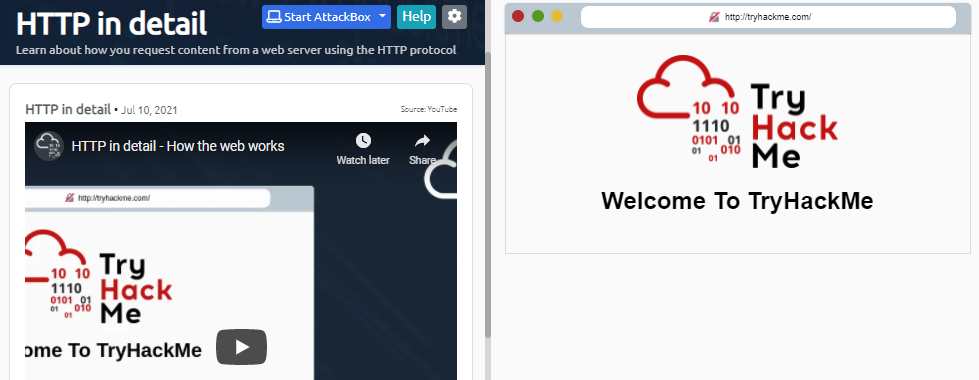 HTTP in detail
Start AttackBox
Help
Learn about how you request content from a web server using the HTTP protocol
HTTP in detail • Jul 10, 2021
Source: YouTube
HTTP in detail - How the web works
Watch later
Share
http://tryhackme.com/
10 10
1110
0101 01
01 010
01
Try
Hack
Me
ome To TryHackMe
http://tryhackme.com/
10 10
1110
0101 01
01 010
01
Try
Hack
Me
Welcome To TryHackMe